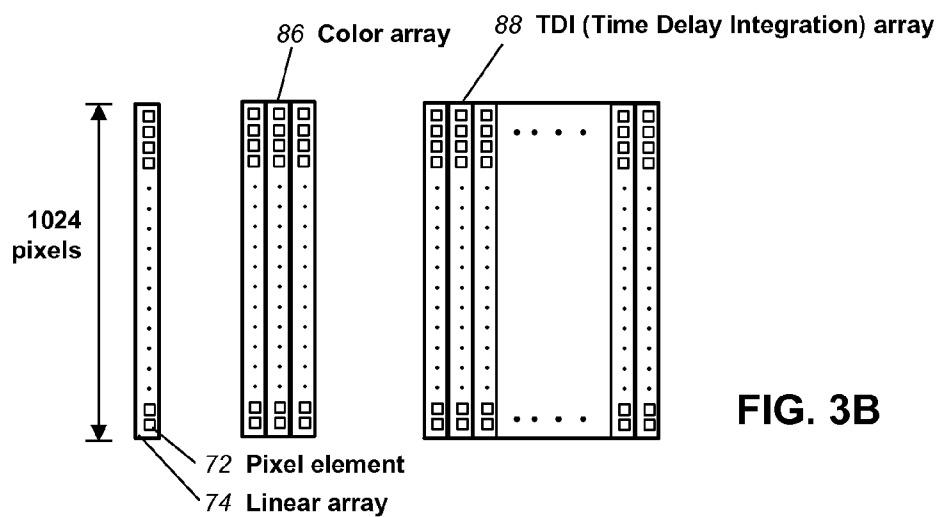 86 Color array
88 TDI (Time Delay Integration) array
1024
pixels
FIG. 3B
72 Pixel element
74 Linear array